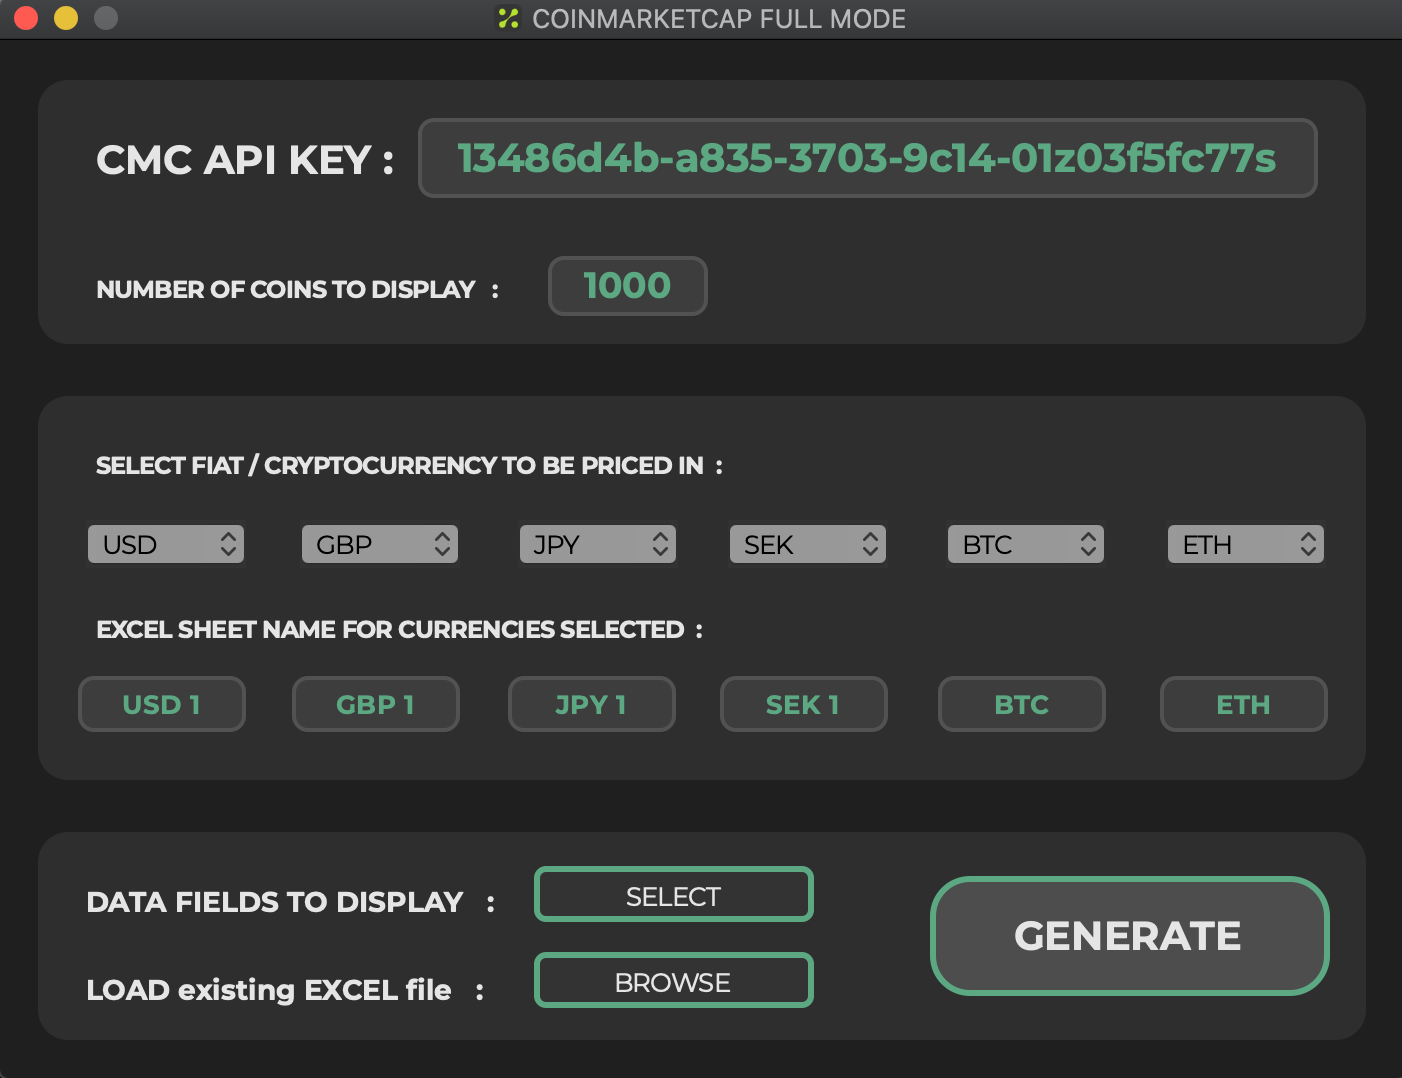 COINMARKETCAP FULL MODE
CMC API KEY : 13486d4b-a835-3703-9c14-01z03f5fc77s
NUMBER OF COINS TO DISPLAY : 1000
SELECT FIAT / CRYPTOCURRENCY TO BE PRICED IN :
USD GBP JPY SEK BTC ETH
EXCEL SHEET NAME FOR CURRENCIES SELECTED :
USD 1 GBP 1 JPY 1 SEK 1 BTC ETH
DATA FIELDS TO DISPLAY : SELECT
GENERATE
LOAD existing EXCEL file : BROWSE